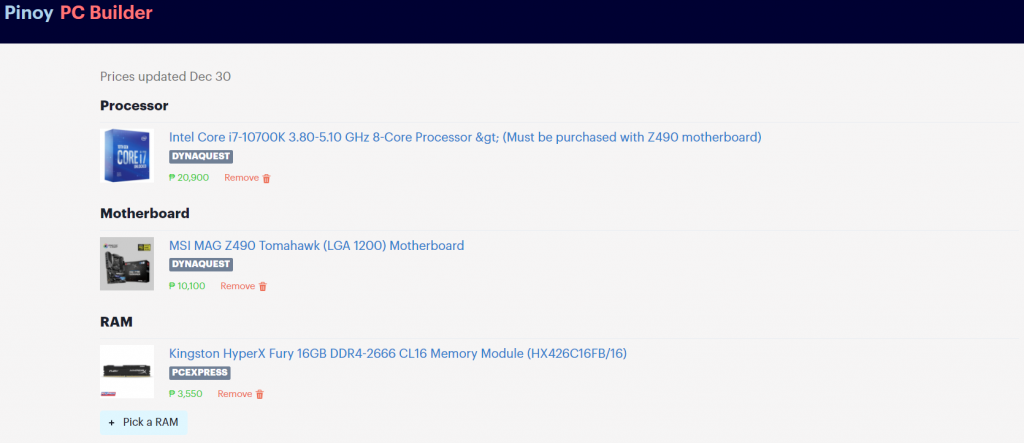 Pinoy PC Builder
Prices updated Dec 30
Processor
Intel Core i7-10700K 3.80-5.10 GHz 8-Core Processor &gt; (Must be purchased with Z490 motherboard)
DYNAQUEST
₱ 20,900 Remove
Motherboard
MSI MAG Z490 Tomahawk (LGA 1200) Motherboard
DYNAQUEST
₱ 10,100 Remove
RAM
Kingston HyperX Fury 16GB DDR4-2666 CL16 Memory Module (HX426C16FB/16)
PCEXPRESS
₱ 3,550 Remove
+ Pick a RAM
CORE i7